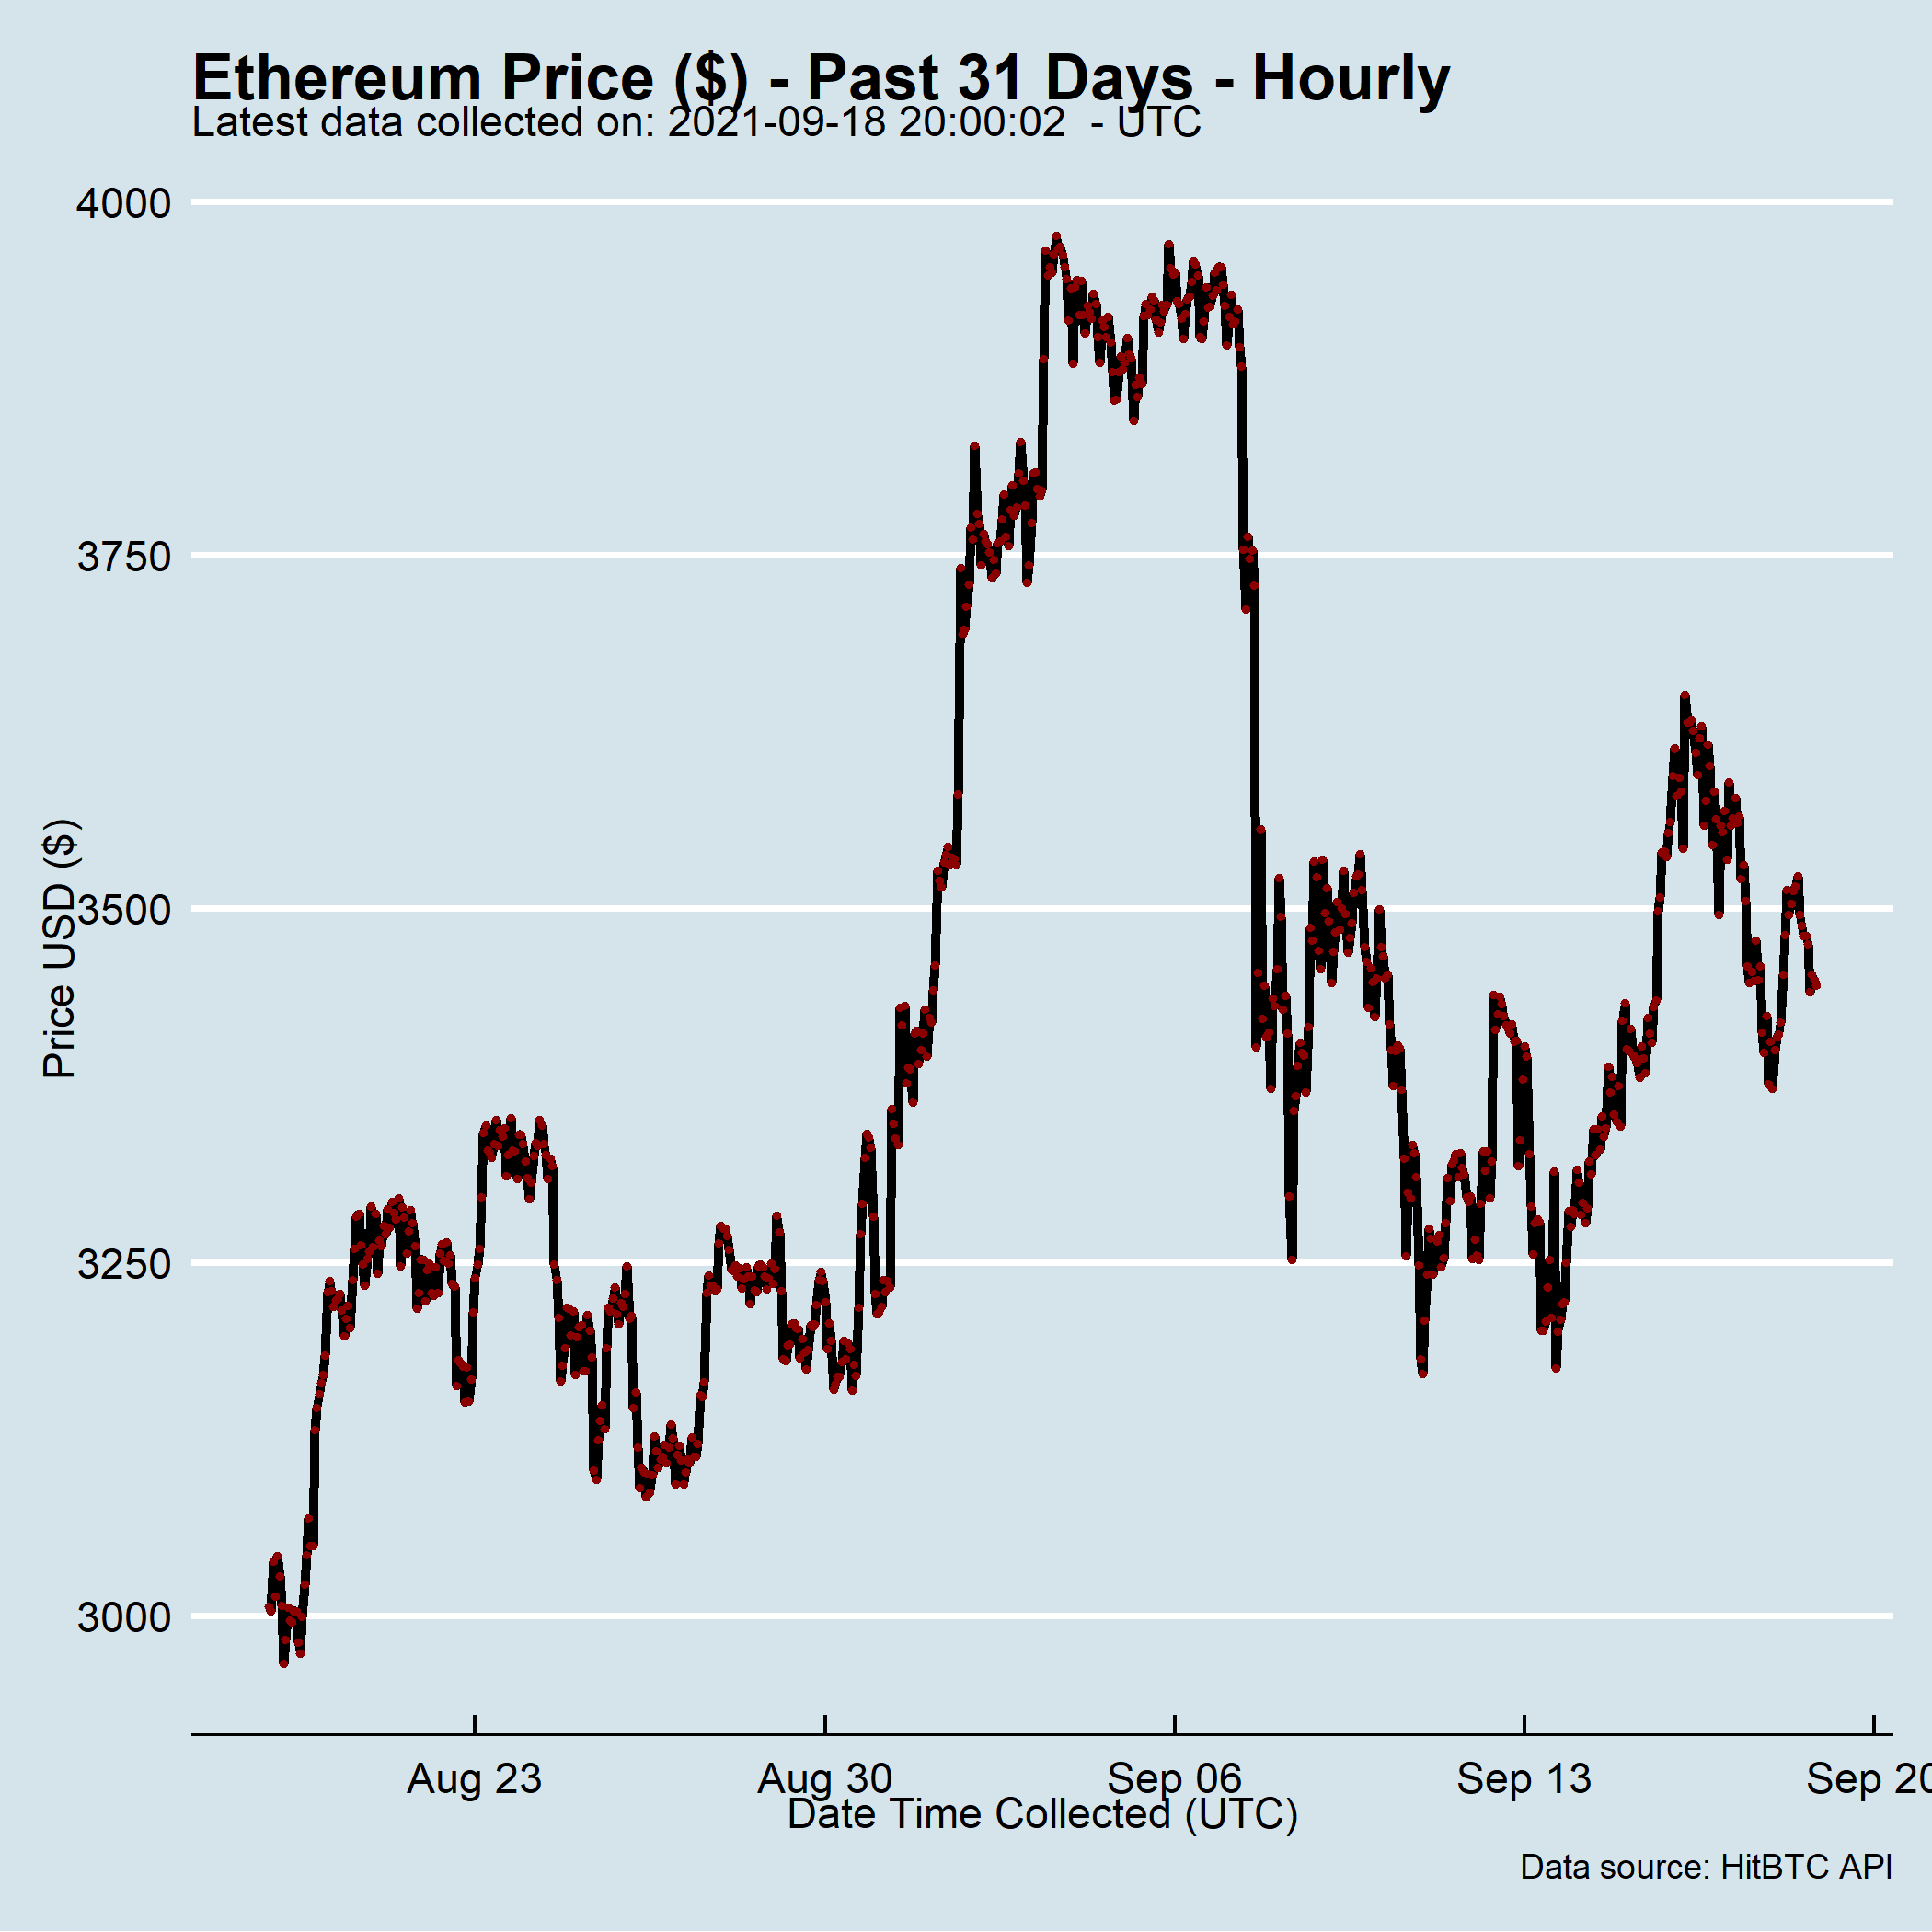 Ethereum Price ($) - Past 31 Days - Hourly
Latest data collected on: 2021-09-18 20:00:02  - UTC
4000
3750
3500
3250
3000
Price USD ($)
Aug 23 Aug 30 Sep 06 Sep 13 Sep 20
Date Time Collected (UTC)
Data source: HitBTC API